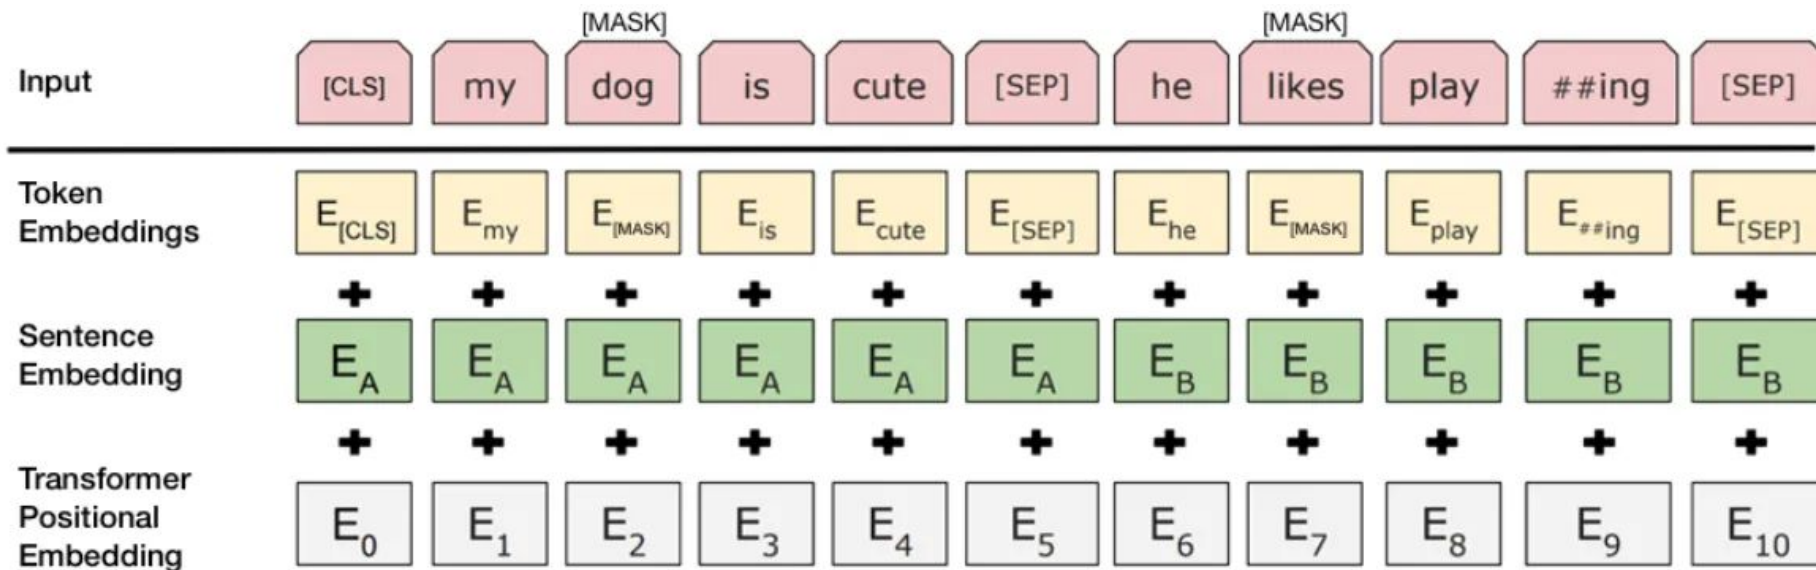 [MASK] [MASK]
Input [CLS] my dog is cute [SEP] he likes play ##ing [SEP]
Token
Embeddings E[CLS] Emy E[MASK] Eis Ecute E[SEP] Ehe E[MASK] Eplay E##ing E[SEP]
+ + + + + + + + + + +
Sentence
Embedding EA EA EA EA EA EA EB EB EB EB EB
+ + + + + + + + + + +
Transformer
Positional
Embedding E0 E1 E2 E3 E4 E5 E6 E7 E8 E9 E10